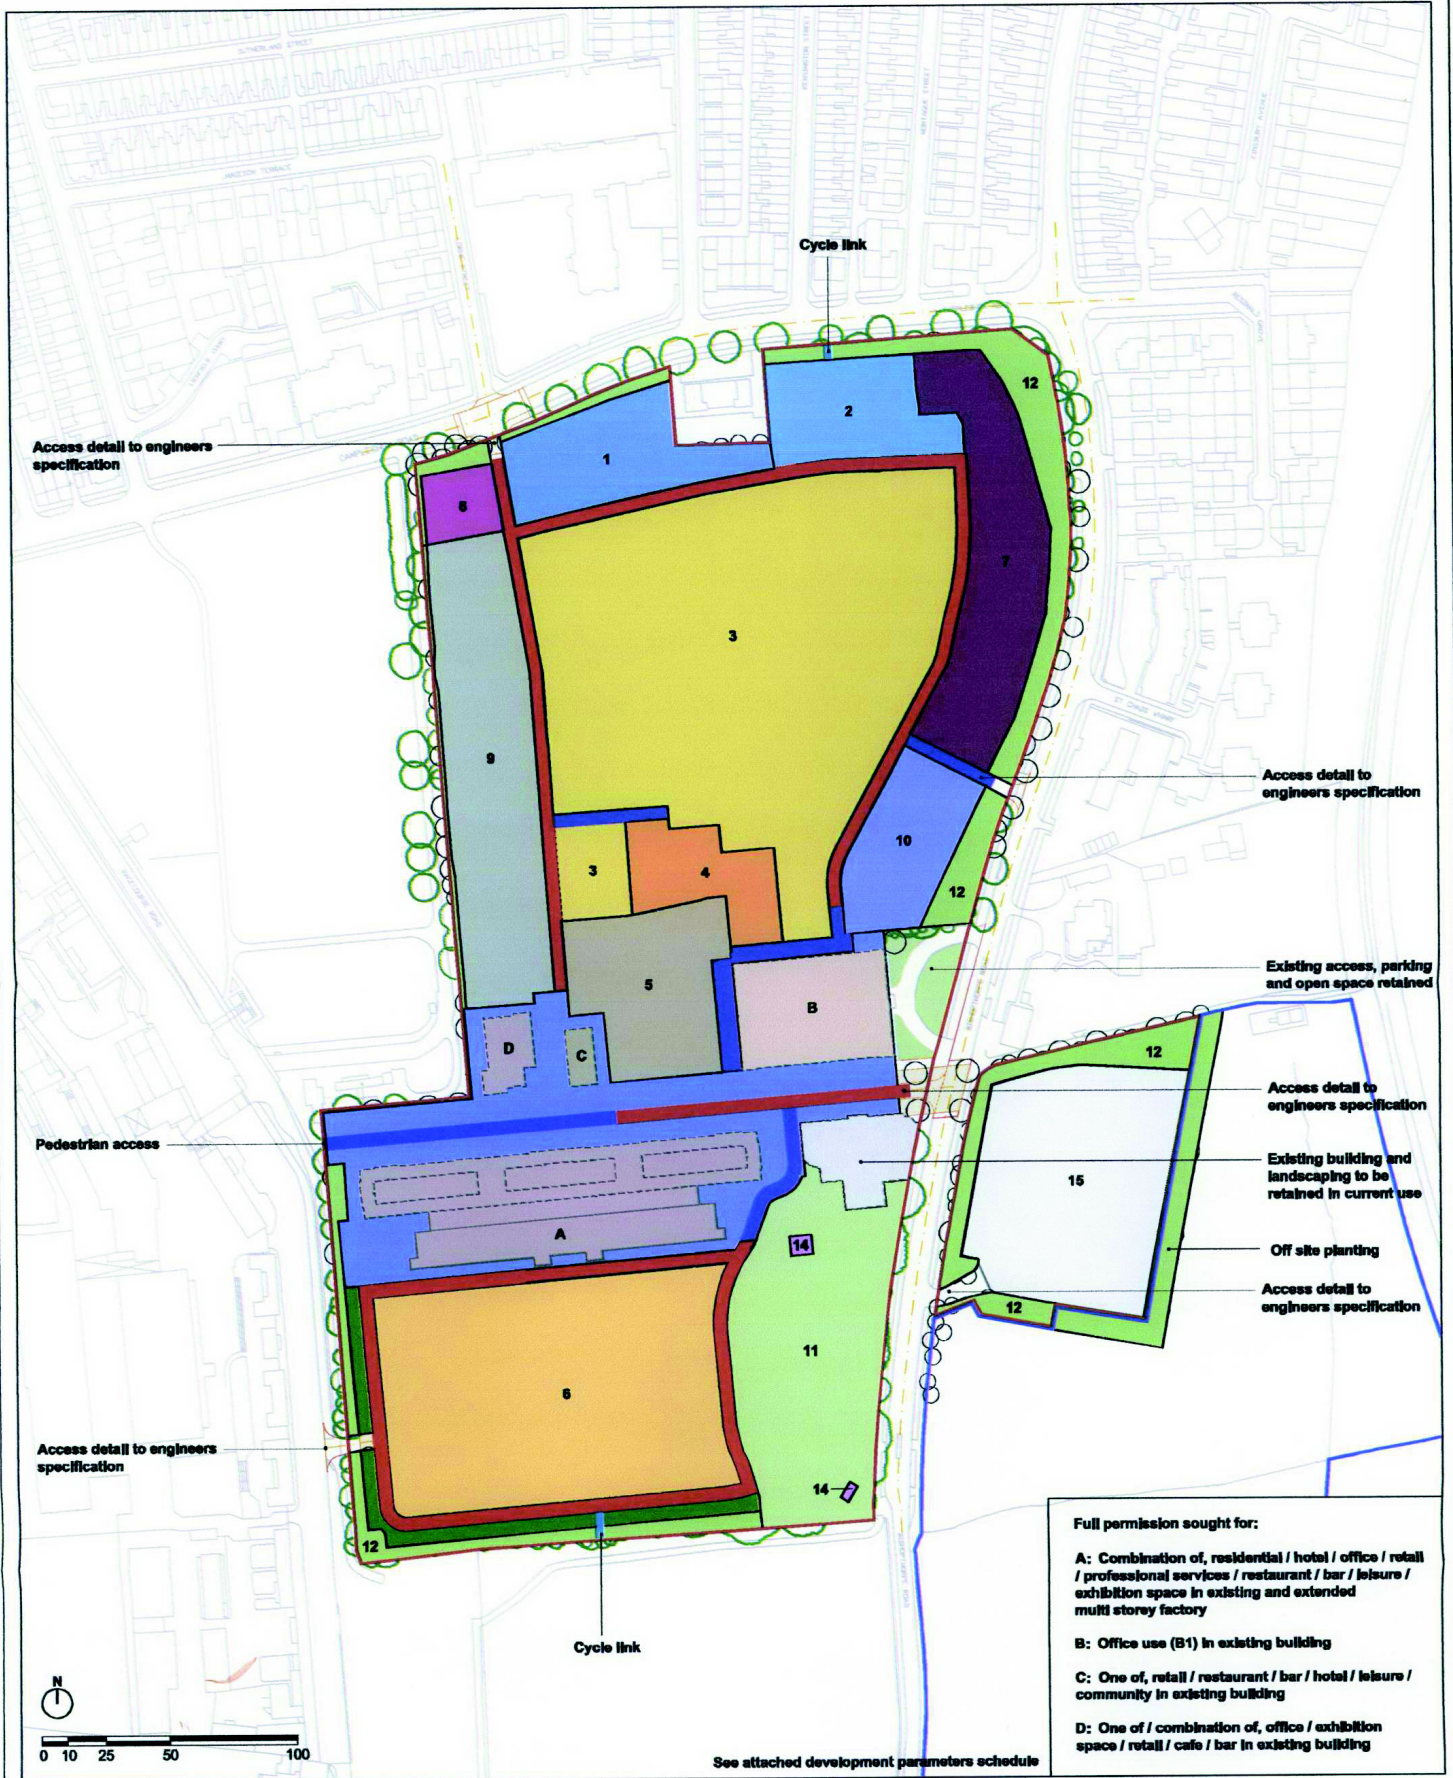 SUTHERLAND STREET
Cycle link
12
2
Access detail to engineers
specification
1
8
7
3
9
Access detail to
engineers specification
10
3
4
12
Existing access, parking
and open space retained
5
B
D
C
12
Access detail to
engineers specification
Pedestrian access
Existing building and
landscaping to be
retained in current use
15
A
14
Off site planting
Access detail to
engineers specification
12
11
6
Access detail to engineers
specification
14
12
Cycle link
Full permission sought for:
A: Combination of, residential / hotel / office / retail
/ professional services / restaurant / bar / leisure /
exhibition space in existing and extended
multi storey factory
B: Office use (B1) in existing building
C: One of, retail / restaurant / bar / hotel / leisure /
community in existing building
D: One of / combination of, office / exhibition
space / retail / cafe / bar in existing building
N
0 10 25 50 100
See attached development parameters schedule